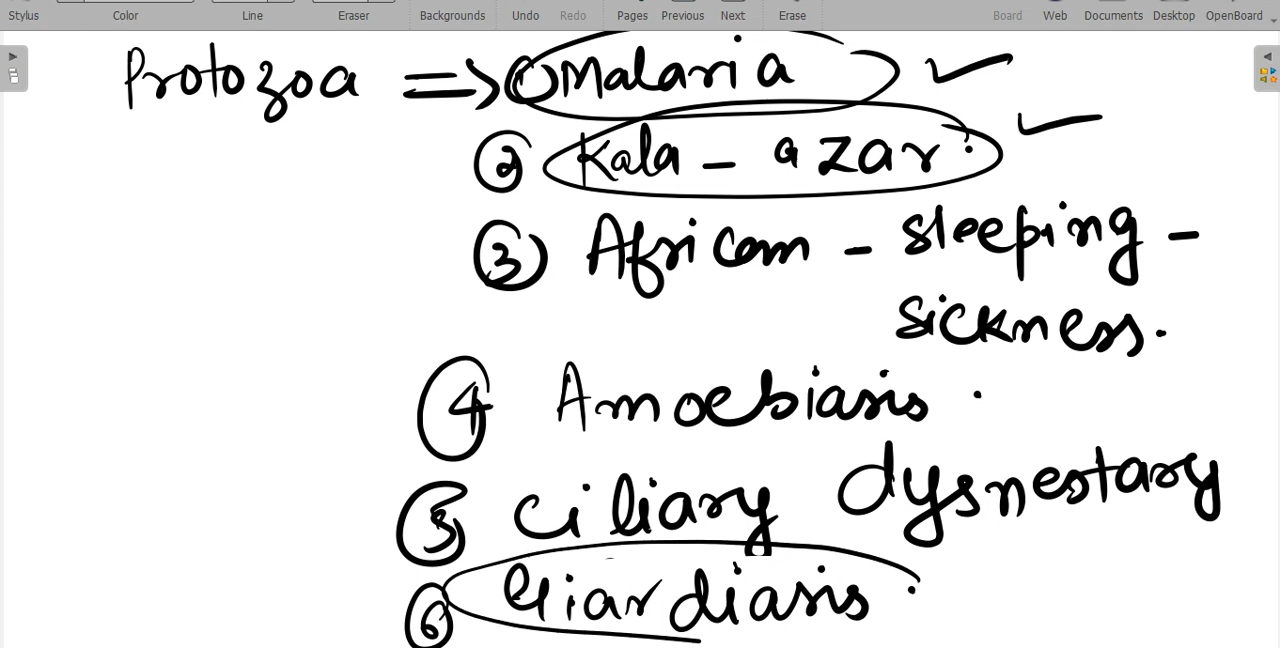 Stylus Color Line Eraser Backgrounds Undo Redo Pages Previous Next Erase Board Web Documents Desktop OpenBoard
Protozoa => ① Malaria ✓
② Kala - azar. ✓
③ African - sleeping -
sickness.
④ Amoebiasis.
⑤ ciliary dysnestary
⑥ Giardiasis.